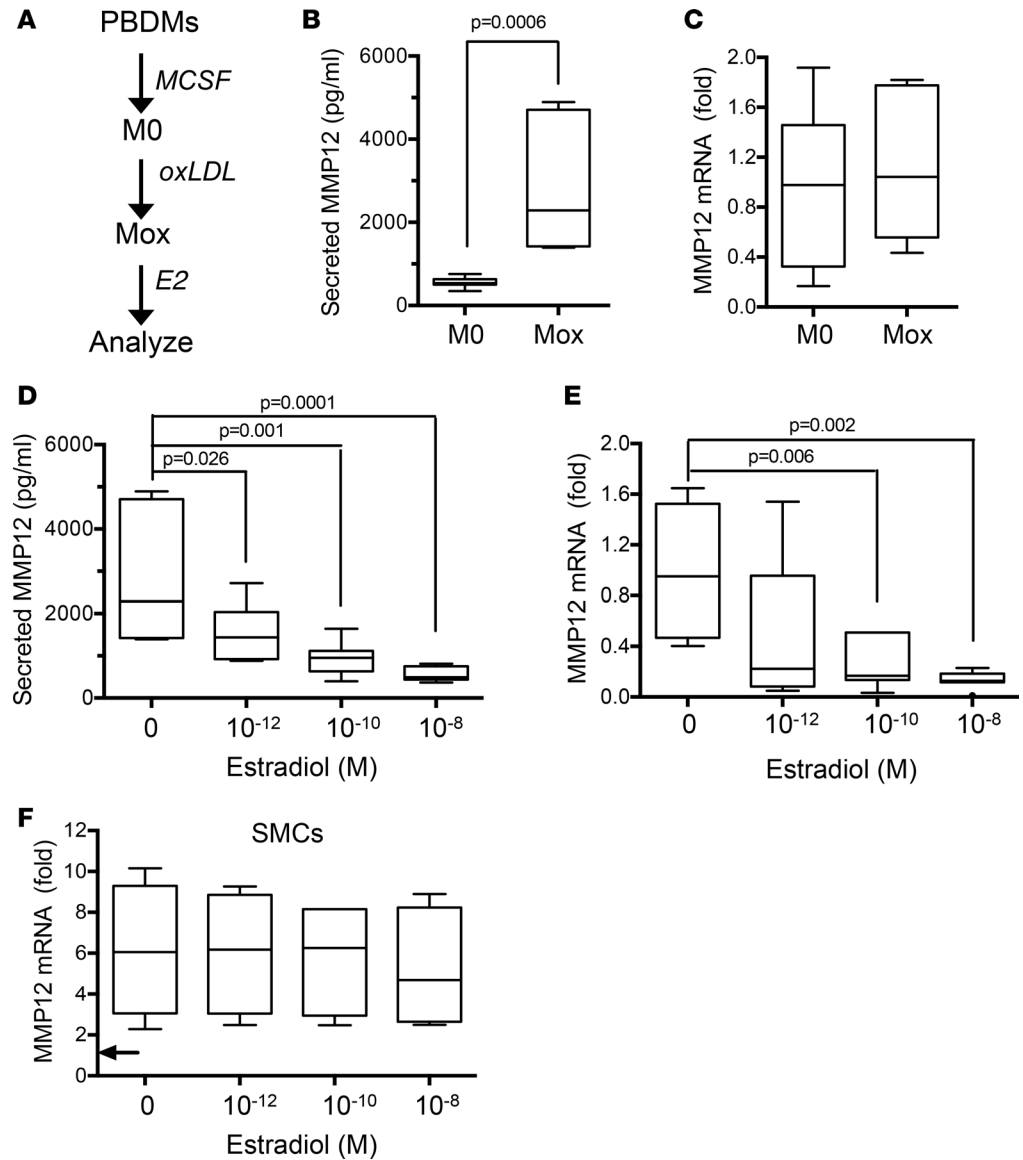 A
PBDMs
MCSF
M0
oxLDL
Mox
E2
Analyze
B
p=0.0006
Secreted MMP12 (pg/ml)
6000
4000
2000
0
M0 Mox
C
MMP12 mRNA (fold)
2.0
1.6
1.2
0.8
0.4
0.0
M0 Mox
D
p=0.0001
p=0.001
p=0.026
Secreted MMP12 (pg/ml)
6000
4000
2000
0
0 10-12 10-10 10-8
Estradiol (M)
E
p=0.002
p=0.006
MMP12 mRNA (fold)
2.0
1.6
1.2
0.8
0.4
0.0
0 10-12 10-10 10-8
Estradiol (M)
F
SMCs
MMP12 mRNA (fold)
12
10
8
6
4
2
0
0 10-12 10-10 10-8
Estradiol (M)